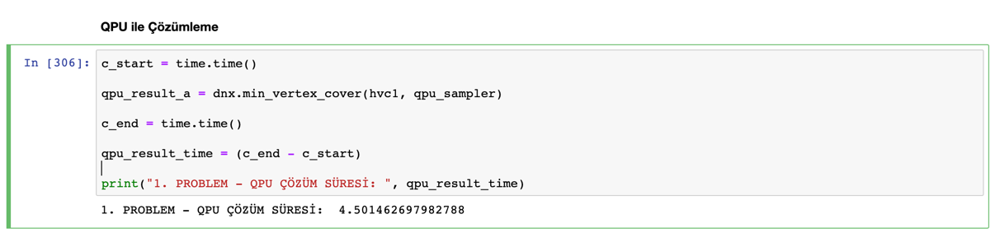 QPU ile Çözümleme
In [306]: c_start = time.time()
qpu_result_a = dnx.min_vertex_cover(hvc1, qpu_sampler)
c_end = time.time()
qpu_result_time = (c_end - c_start)
print("1. PROBLEM - QPU ÇÖZÜM SÜRESİ: ", qpu_result_time)
1. PROBLEM - QPU ÇÖZÜM SÜRESİ:  4.501462697982788